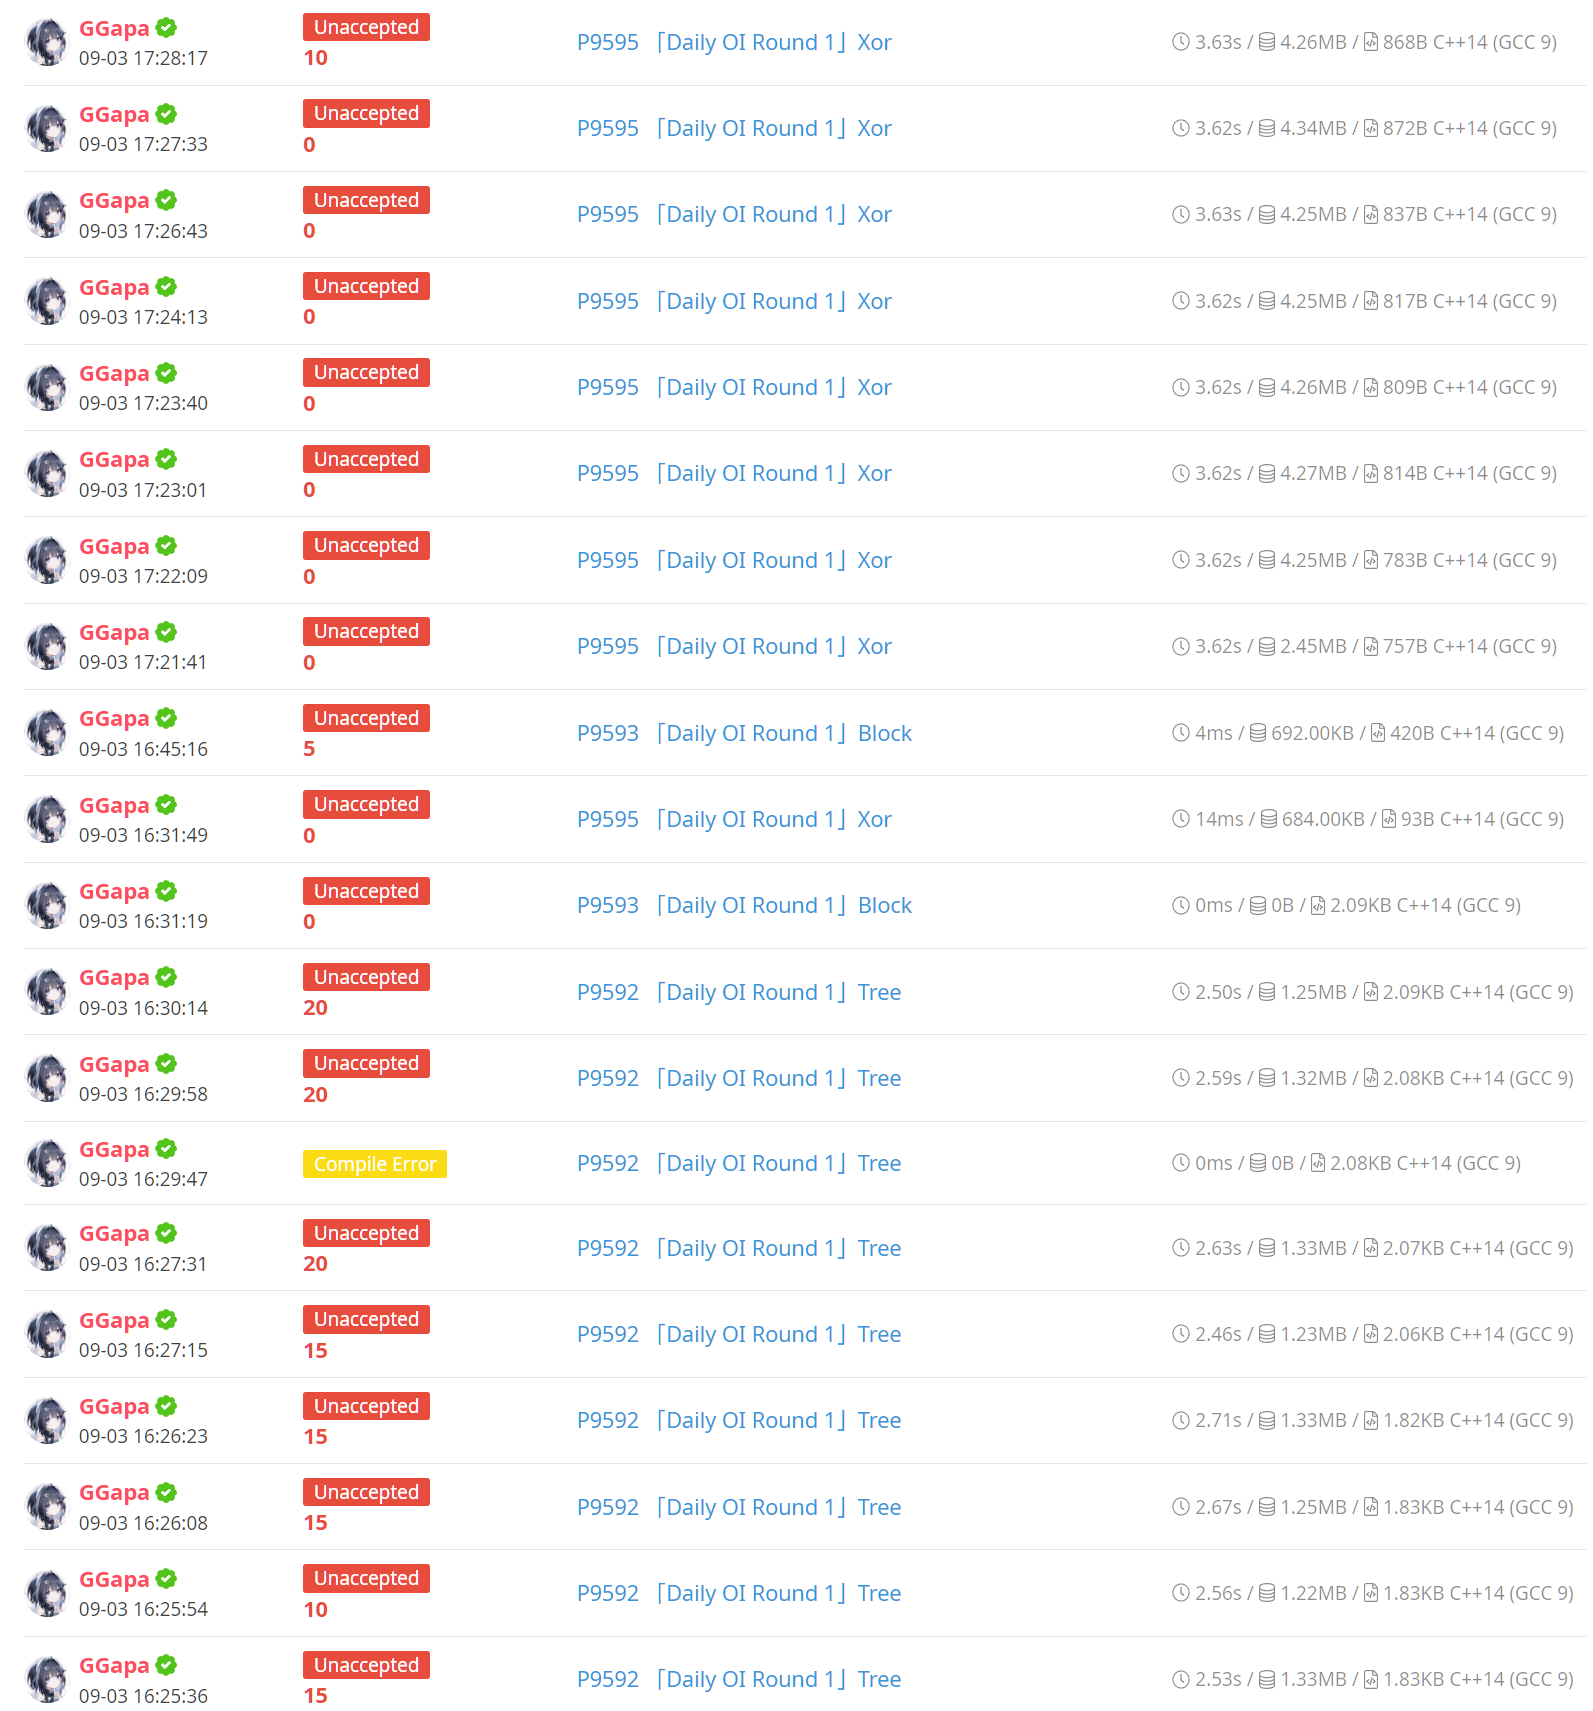 GGapa
Unaccepted
P9595 「Daily OI Round 1」Xor
3.63s / 4.26MB / 868B C++14 (GCC 9)
09-03 17:28:17
10
GGapa
Unaccepted
P9595 「Daily OI Round 1」Xor
3.62s / 4.34MB / 872B C++14 (GCC 9)
09-03 17:27:33
0
GGapa
Unaccepted
P9595 「Daily OI Round 1」Xor
3.63s / 4.25MB / 837B C++14 (GCC 9)
09-03 17:26:43
0
GGapa
Unaccepted
P9595 「Daily OI Round 1」Xor
3.62s / 4.25MB / 817B C++14 (GCC 9)
09-03 17:24:13
0
GGapa
Unaccepted
P9595 「Daily OI Round 1」Xor
3.62s / 4.26MB / 809B C++14 (GCC 9)
09-03 17:23:40
0
GGapa
Unaccepted
P9595 「Daily OI Round 1」Xor
3.62s / 4.27MB / 814B C++14 (GCC 9)
09-03 17:23:01
0
GGapa
Unaccepted
P9595 「Daily OI Round 1」Xor
3.62s / 4.25MB / 783B C++14 (GCC 9)
09-03 17:22:09
0
GGapa
Unaccepted
P9595 「Daily OI Round 1」Xor
3.62s / 2.45MB / 757B C++14 (GCC 9)
09-03 17:21:41
0
GGapa
Unaccepted
P9593 「Daily OI Round 1」Block
4ms / 692.00KB / 420B C++14 (GCC 9)
09-03 16:45:16
5
GGapa
Unaccepted
P9595 「Daily OI Round 1」Xor
14ms / 684.00KB / 93B C++14 (GCC 9)
09-03 16:31:49
0
GGapa
Unaccepted
P9593 「Daily OI Round 1」Block
0ms / 0B / 2.09KB C++14 (GCC 9)
09-03 16:31:19
0
GGapa
Unaccepted
P9592 「Daily OI Round 1」Tree
2.50s / 1.25MB / 2.09KB C++14 (GCC 9)
09-03 16:30:14
20
GGapa
Unaccepted
P9592 「Daily OI Round 1」Tree
2.59s / 1.32MB / 2.08KB C++14 (GCC 9)
09-03 16:29:58
20
GGapa
Compile Error
P9592 「Daily OI Round 1」Tree
0ms / 0B / 2.08KB C++14 (GCC 9)
09-03 16:29:47
GGapa
Unaccepted
P9592 「Daily OI Round 1」Tree
2.63s / 1.33MB / 2.07KB C++14 (GCC 9)
09-03 16:27:31
20
GGapa
Unaccepted
P9592 「Daily OI Round 1」Tree
2.46s / 1.23MB / 2.06KB C++14 (GCC 9)
09-03 16:27:15
15
GGapa
Unaccepted
P9592 「Daily OI Round 1」Tree
2.71s / 1.33MB / 1.82KB C++14 (GCC 9)
09-03 16:26:23
15
GGapa
Unaccepted
P9592 「Daily OI Round 1」Tree
2.67s / 1.25MB / 1.83KB C++14 (GCC 9)
09-03 16:26:08
15
GGapa
Unaccepted
P9592 「Daily OI Round 1」Tree
2.56s / 1.22MB / 1.83KB C++14 (GCC 9)
09-03 16:25:54
10
GGapa
Unaccepted
P9592 「Daily OI Round 1」Tree
2.53s / 1.33MB / 1.83KB C++14 (GCC 9)
09-03 16:25:36
15